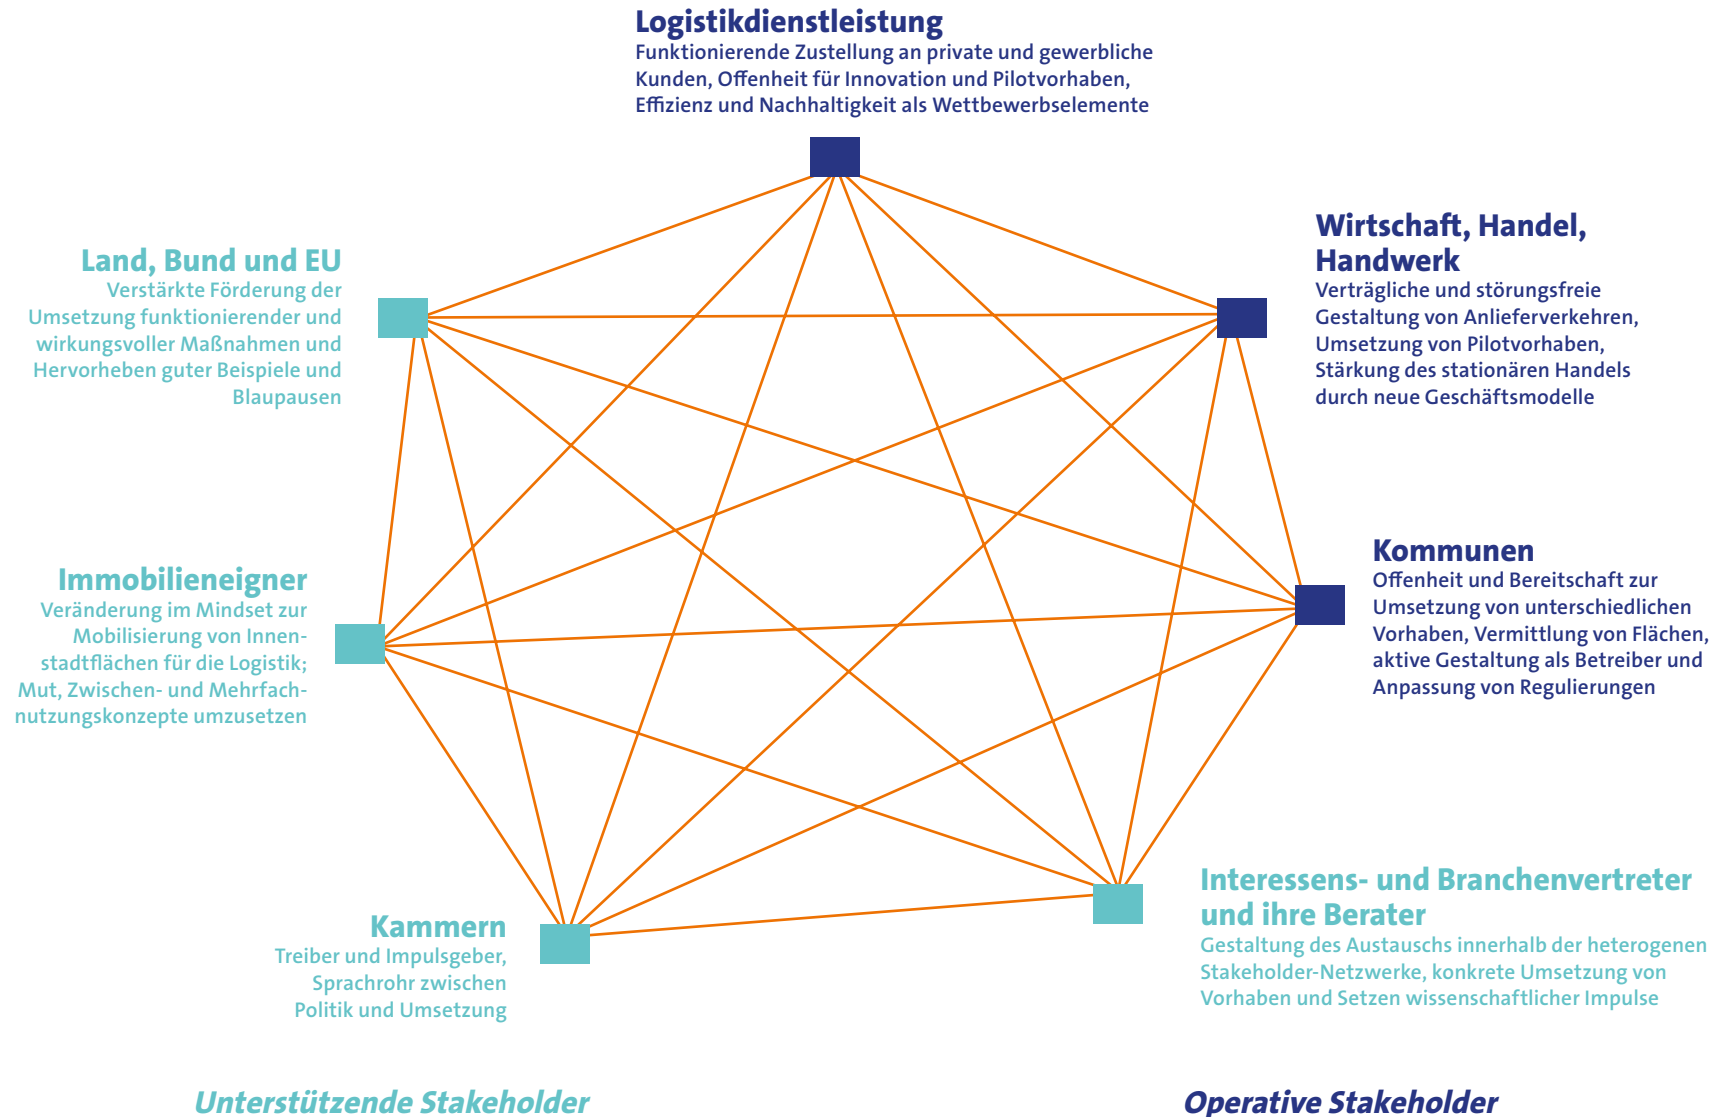 Logistikdienstleistung
Funktionierende Zustellung an private und gewerbliche
Kunden, Offenheit für Innovation und Pilotvorhaben,
Effizienz und Nachhaltigkeit als Wettbewerbselemente
Wirtschaft, Handel,
Handwerk
Verträgliche und störungsfreie
Gestaltung von Anlieferverkehren,
Umsetzung von Pilotvorhaben,
Stärkung des stationären Handels
durch neue Geschäftsmodelle
Land, Bund und EU
Verstärkte Förderung der
Umsetzung funktionierender und
wirkungsvoller Maßnahmen und
Hervorheben guter Beispiele und
Blaupausen
Kommunen
Offenheit und Bereitschaft zur
Umsetzung von unterschiedlichen
Vorhaben, Vermittlung von Flächen,
aktive Gestaltung als Betreiber und
Anpassung von Regulierungen
Immobilieneigner
Veränderung im Mindset zur
Mobilisierung von Innen-
stadtflächen für die Logistik;
Mut, Zwischen- und Mehrfach-
nutzungskonzepte umzusetzen
Interessens- und Branchenvertreter
und ihre Berater
Gestaltung des Austauschs innerhalb der heterogenen
Stakeholder-Netzwerke, konkrete Umsetzung von
Vorhaben und Setzen wissenschaftlicher Impulse
Kammern
Treiber und Impulsgeber,
Sprachrohr zwischen
Politik und Umsetzung
Unterstützende Stakeholder
Operative Stakeholder